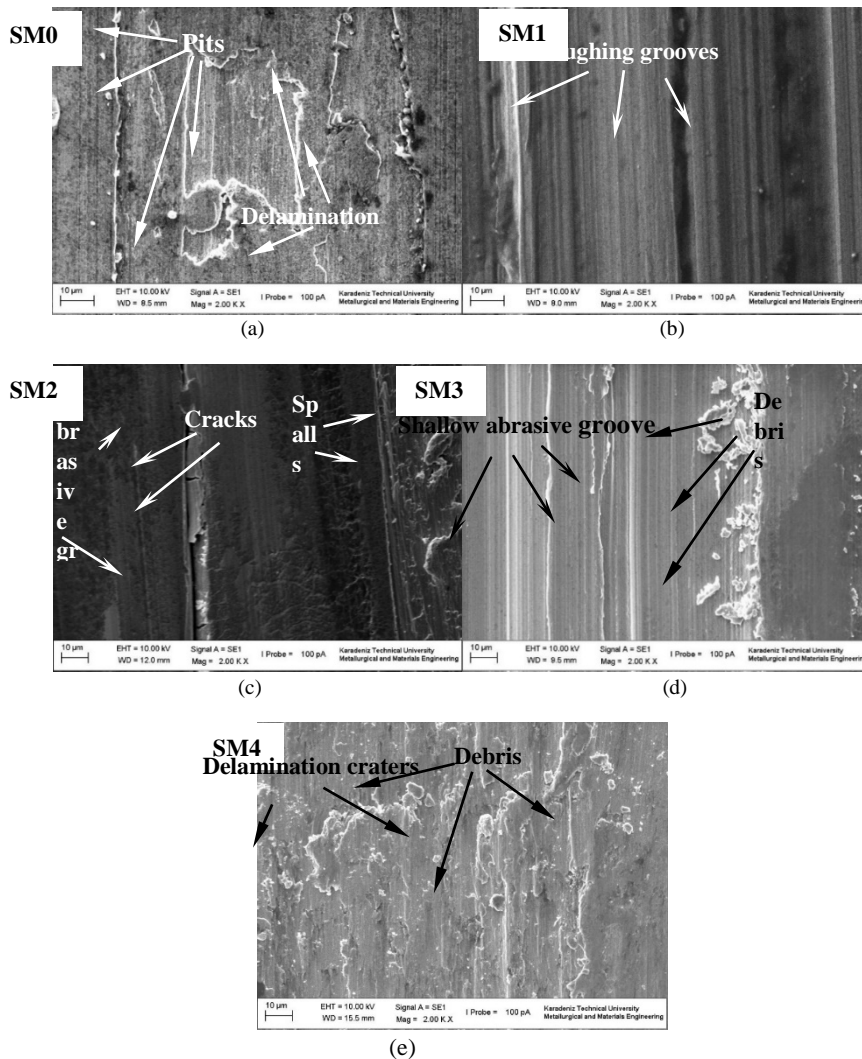 SM0
Pits
Delamination
10 µm
EHT = 10.00 kV
WD = 8.5 mm
Signal A = SE1
Mag = 2.00 K X
I Probe = 100 pA
Karadeniz Technical University
Metallurgical and Materials Engineering
(a)
SM1
ughing grooves
10 µm
EHT = 10.00 kV
WD = 8.0 mm
Signal A = SE1
Mag = 2.00 K X
I Probe = 100 pA
Karadeniz Technical University
Metallurgical and Materials Engineering
(b)
SM2
br
as
iv
e
gr
Cracks
Sp
all
s
10 µm
EHT = 10.00 kV
WD = 12.0 mm
Signal A = SE1
Mag = 2.00 K X
I Probe = 100 pA
Karadeniz Technical University
Metallurgical and Materials Engineering
(c)
SM3
Shallow abrasive groove
De
bri
s
10 µm
EHT = 10.00 kV
WD = 9.5 mm
Signal A = SE1
Mag = 2.00 K X
I Probe = 100 pA
Karadeniz Technical University
Metallurgical and Materials Engineering
(d)
SM4
Delamination craters
Debris
10 µm
EHT = 10.00 kV
WD = 15.5 mm
Signal A = SE1
Mag = 2.00 K X
I Probe = 100 pA
Karadeniz Technical University
Metallurgical and Materials Engineering
(e)